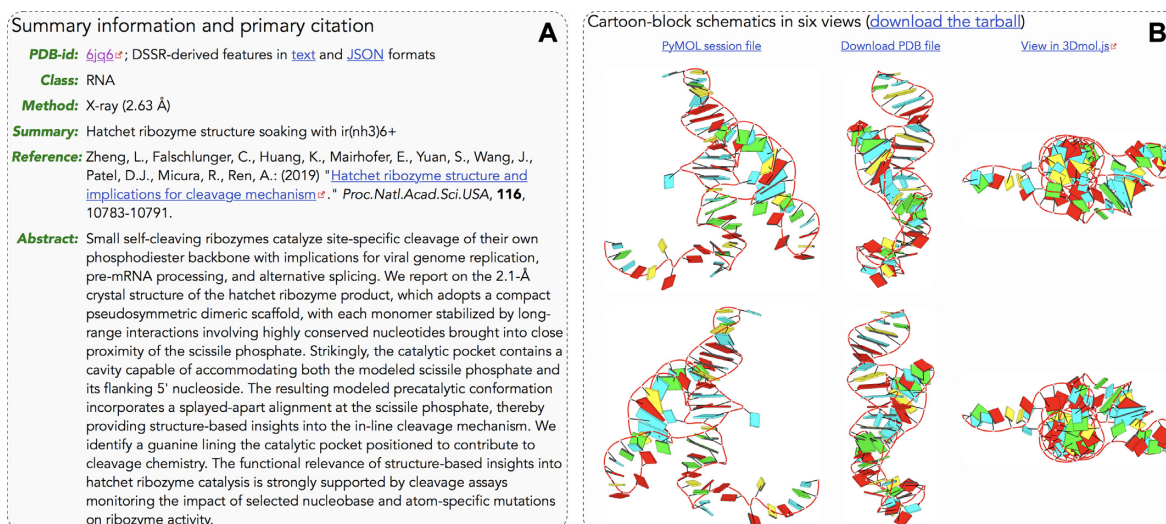 Summary information and primary citation
A
PDB-id: 6jq6; DSSR-derived features in text and JSON formats
Class: RNA
Method: X-ray (2.63 Å)
Summary: Hatchet ribozyme structure soaking with ir(nh3)6+
Reference: Zheng, L., Falschlunger, C., Huang, K., Mairhofer, E., Yuan, S., Wang, J.,
Patel, D.J., Micura, R., Ren, A.: (2019) "Hatchet ribozyme structure and
implications for cleavage mechanism." Proc.Natl.Acad.Sci.USA, 116,
10783-10791.
Abstract: Small self-cleaving ribozymes catalyze site-specific cleavage of their own
phosphodiester backbone with implications for viral genome replication,
pre-mRNA processing, and alternative splicing. We report on the 2.1-Å
crystal structure of the hatchet ribozyme product, which adopts a compact
pseudosymmetric dimeric scaffold, with each monomer stabilized by long-
range interactions involving highly conserved nucleotides brought into close
proximity of the scissile phosphate. Strikingly, the catalytic pocket contains a
cavity capable of accommodating both the modeled scissile phosphate and
its flanking 5' nucleoside. The resulting modeled precatalytic conformation
incorporates a splayed-apart alignment at the scissile phosphate, thereby
providing structure-based insights into the in-line cleavage mechanism. We
identify a guanine lining the catalytic pocket positioned to contribute to
cleavage chemistry. The functional relevance of structure-based insights into
hatchet ribozyme catalysis is strongly supported by cleavage assays
monitoring the impact of selected nucleobase and atom-specific mutations
on ribozyme activity.
Cartoon-block schematics in six views (download the tarball)
B
PyMOL session file
Download PDB file
View in 3Dmol.js